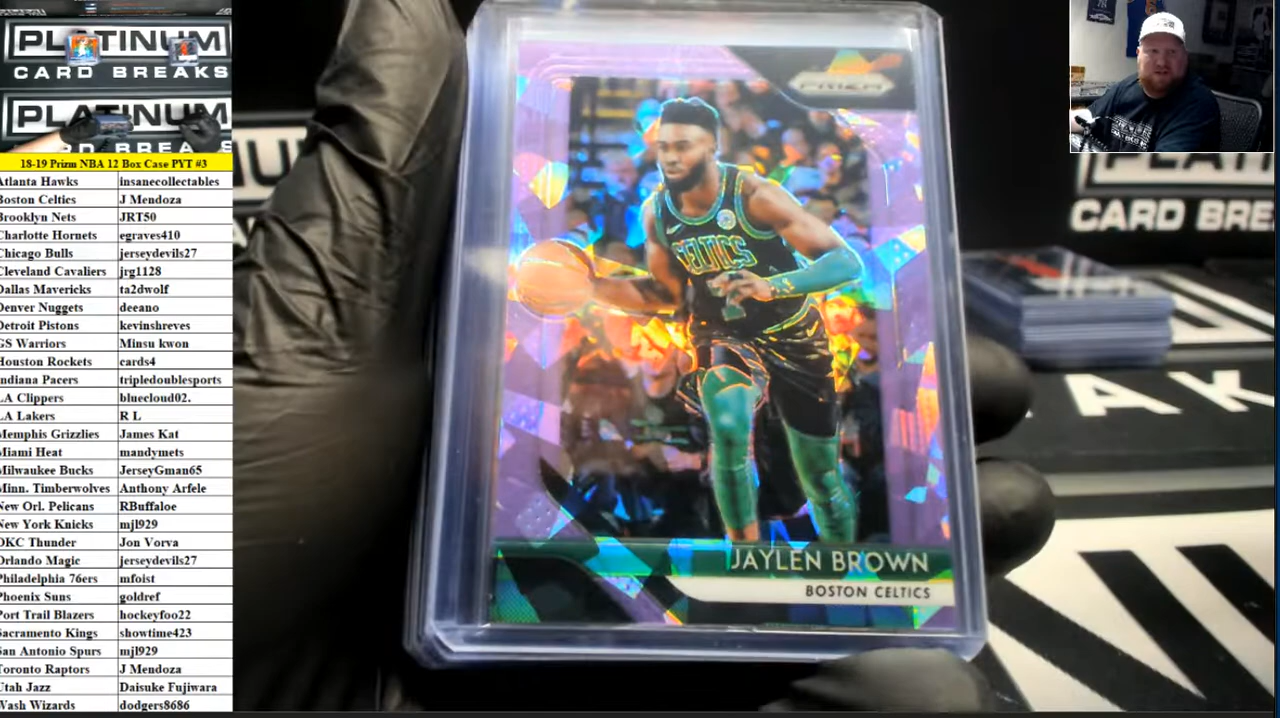 PLATINUM
CARD BREAKS
PLATINUM
18-19 Prizm NBA 12 Box Case PYT #3
Atlanta Hawks insanecollectables
Boston Celtics J Mendoza
Brooklyn Nets JRT50
Charlotte Hornets egraves410
Chicago Bulls jerseydevils27
Cleveland Cavaliers jrg1128
Dallas Mavericks ta2dwolf
Denver Nuggets deeano
Detroit Pistons kevinshreves
GS Warriors Minsu kwon
Houston Rockets cards4
Indiana Pacers tripledoublesports
LA Clippers bluecloud02.
LA Lakers R L
Memphis Grizzlies James Kat
Miami Heat mandymets
Milwaukee Bucks JerseyGman65
Minn. Timberwolves Anthony Arfele
New Orl. Pelicans RBuffaloe
New York Knicks mjl929
OKC Thunder Jon Vorva
Orlando Magic jerseydevils27
Philadelphia 76ers mfoist
Phoenix Suns goldref
Port Trail Blazers hockeyfoo22
Sacramento Kings showtime423
San Antonio Spurs mjl929
Toronto Raptors J Mendoza
Utah Jazz Daisuke Fujiwara
Wash Wizards dodgers8686
PRIZM
CELTICS
7
JAYLEN BROWN
BOSTON CELTICS
PLATI
CARD BRE
A K